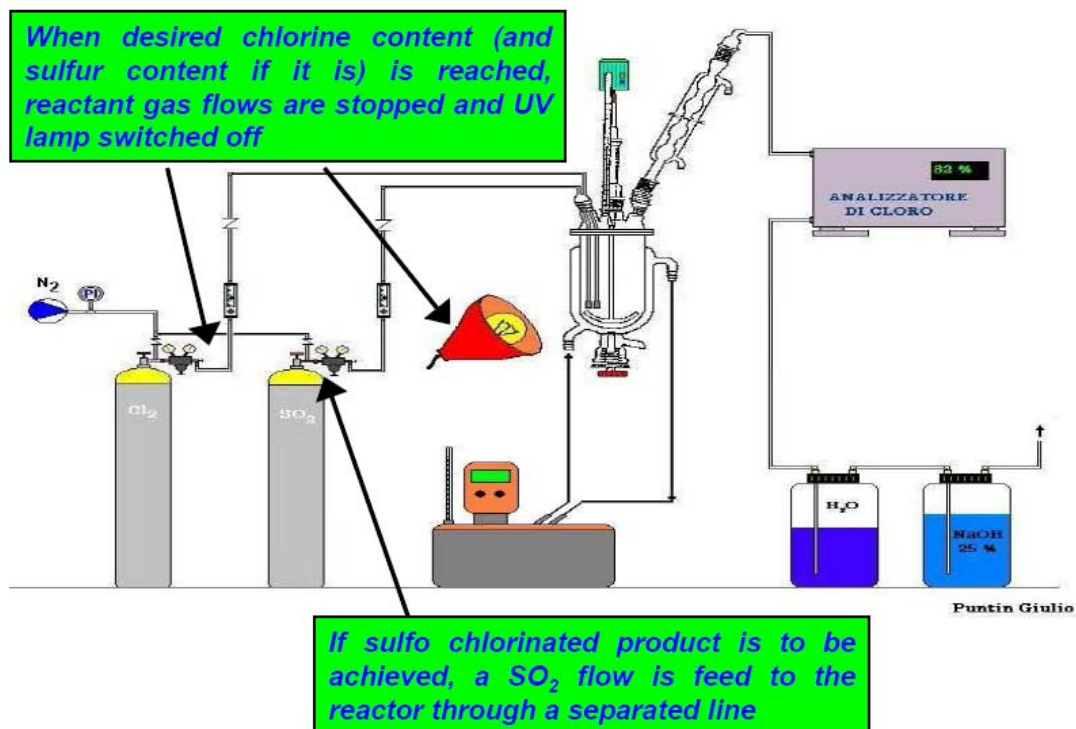 When desired chlorine content (and
sulfur content if it is) is reached,
reactant gas flows are stopped and UV
lamp switched off
83 %
ANALIZZATORE
DI CLORO
N2
PI
Cl2
SO2
H2O
NaOH
25 %
Puntin Giulio
If sulfo chlorinated product is to be
achieved, a SO2 flow is feed to the
reactor through a separated line